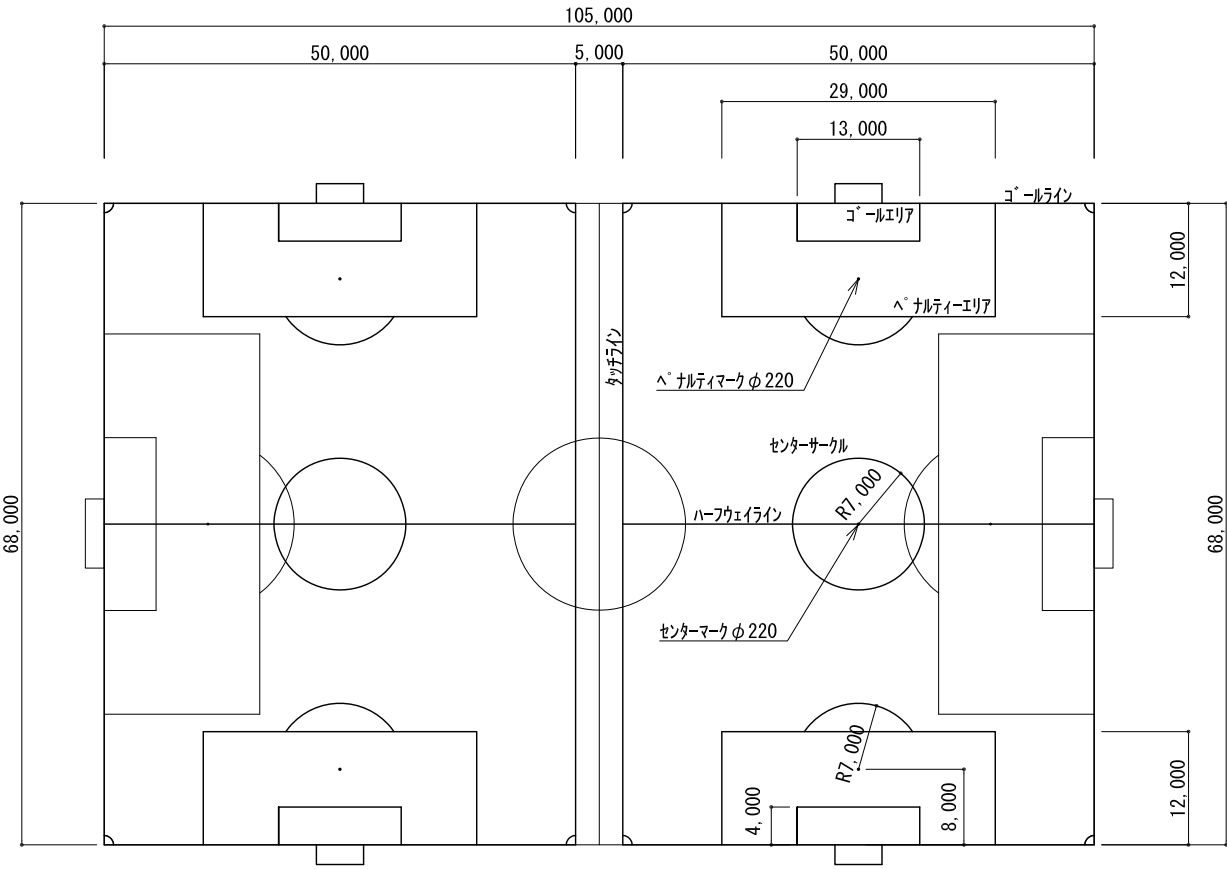 105,000
50,000
5,000
50,000
29,000
13,000
ゴールライン
ゴールエリア
12,000
ペナルティーエリア
タッチライン
ペナルティマークφ220
センターサークル
R7,000
ハーフウェイライン
68,000
68,000
センターマークφ220
R7,000
4,000
8,000
12,000